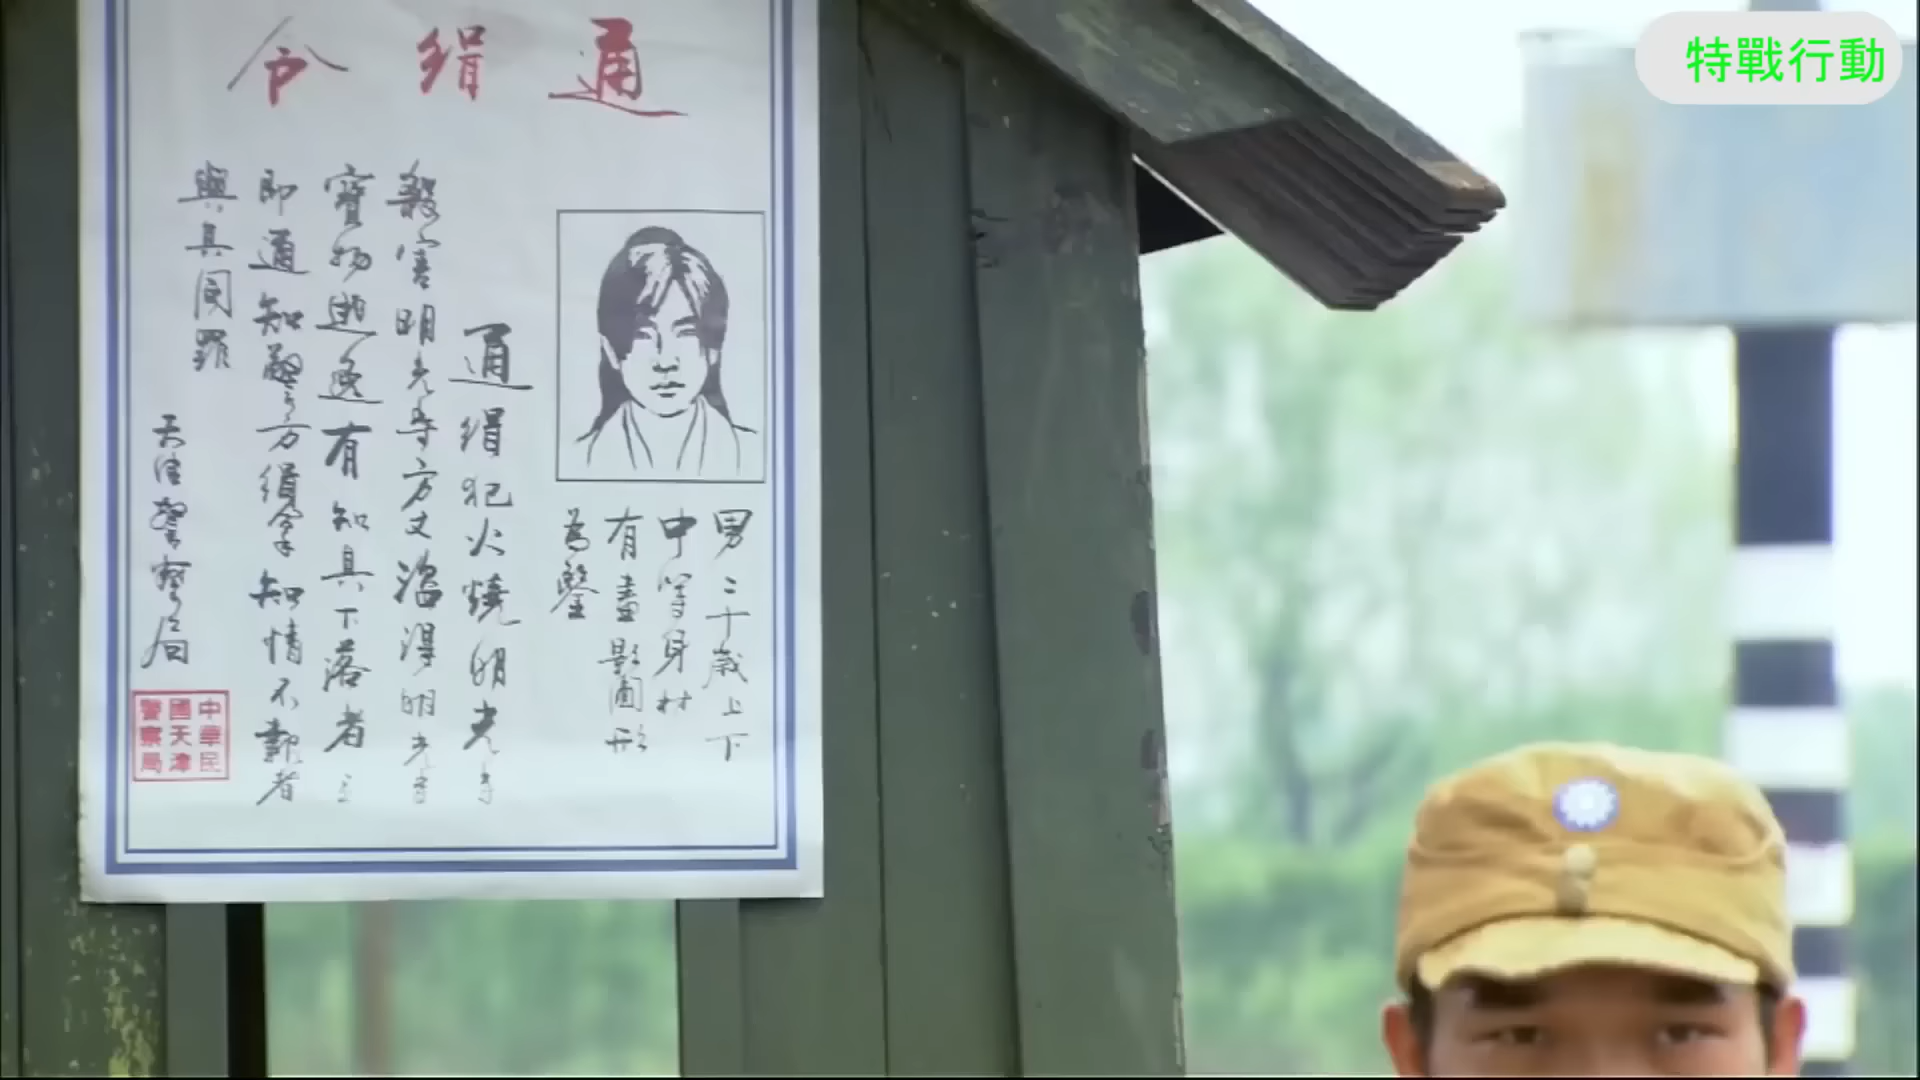 特戰行動
通緝令
男二十歲上下
中等身材
有畫影圖形
為鑒
通緝犯火燒明光寺
殺害明光寺方丈 盜得明光寺
寶物逃逸 有知其下落者 立
即通知警方緝拿 知情不報者
與其同罪
天津警察局
中華民
國天津
警察局